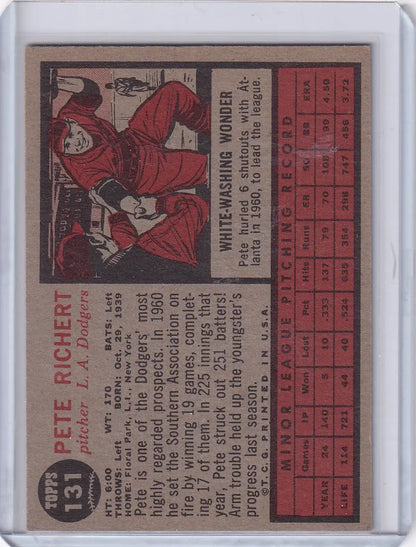 TOPPS
131
PETE RICHERT
pitcher L. A. Dodgers
HT: 6:00 WT: 170 BATS: Left
THROWS: Left BORN: Oct. 29, 1939
HOME: Floral Park, L.I., New York
Pete is one of the Dodgers' most
highly regarded prospects. In 1960
he set the Southern Association on
fire by winning 19 games, complet-
ing 17 of them. In 225 innings that
year, Pete struck out 251 batters!
Arm trouble held up the youngster's
progress last season.
©T.C.G. PRINTED IN U.S.A.
WHITE-WASHING WONDER
Pete hurled 6 shutouts with At-
lanta in 1960, to lead the league.
MINOR LEAGUE PITCHING RECORD
Games IP Won Lost Pct Hits Runs ER SO BB ERA
YEAR 24 140 5 10 .333 137 79 70 108 99 4.50
LIFE 114 721 44 40 .524 635 354 298 747 456 3.72